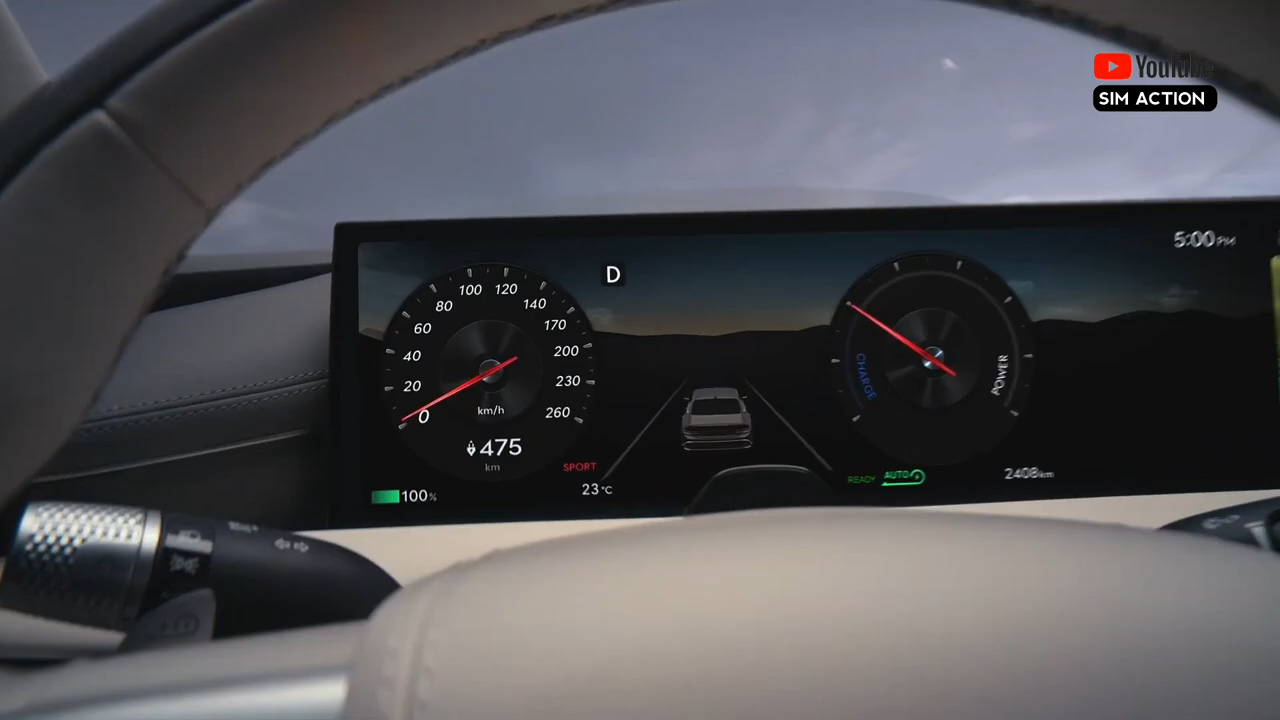 YouTube
SIM ACTION
5:00 PM
D
100 120
80 140
60 170
40 200
20 230
0 260
km/h
475
km
SPORT
23°C
100%
CHARGE
POWER
READY
AUTO
2408km